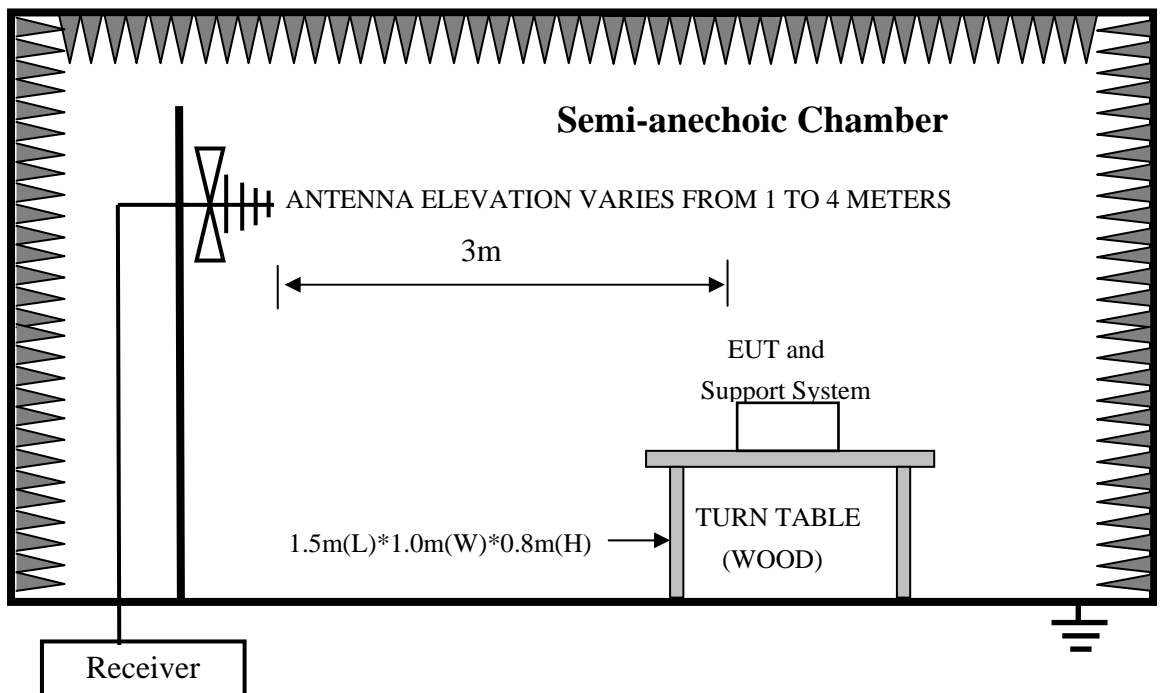 Semi-anechoic Chamber
ANTENNA ELEVATION VARIES FROM 1 TO 4 METERS
3m
EUT and
Support System
TURN TABLE
(WOOD)
1.5m(L)*1.0m(W)*0.8m(H)
Receiver